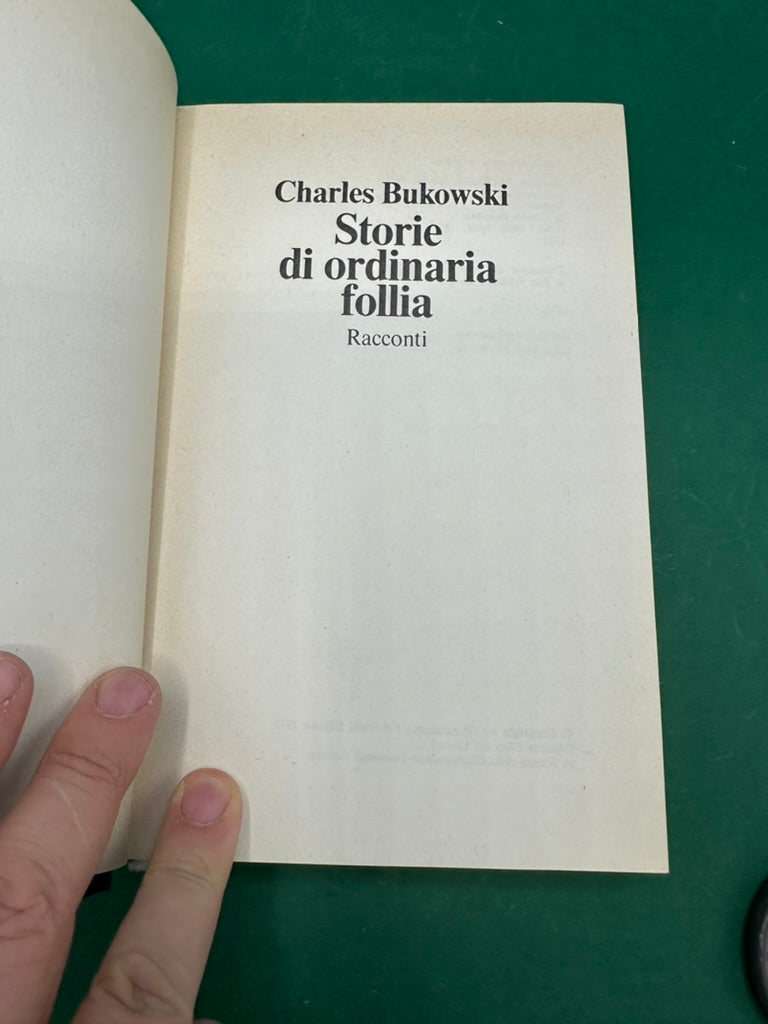 Charles Bukowski
Storie
di ordinaria
follia
Racconti